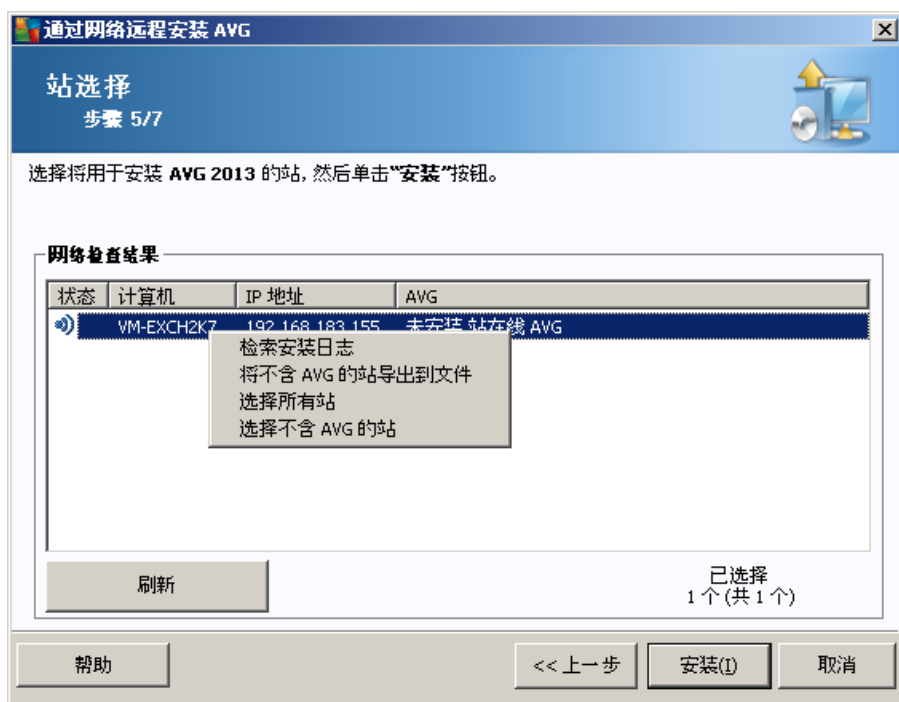 通过网络远程安装 AVG
站选择
步骤 5/7
选择将用于安装 AVG 2013 的站, 然后单击“安装”按钮。
网络检查结果
状态 计算机 IP 地址 AVG
VM-EXCH2K7 192.168.183.155 未安装,站在线 AVG
检索安装日志
将不含 AVG 的站导出到文件
选择所有站
选择不含 AVG 的站
刷新
已选择
1 个 (共 1 个)
帮助 << 上一步 安装(I) 取消